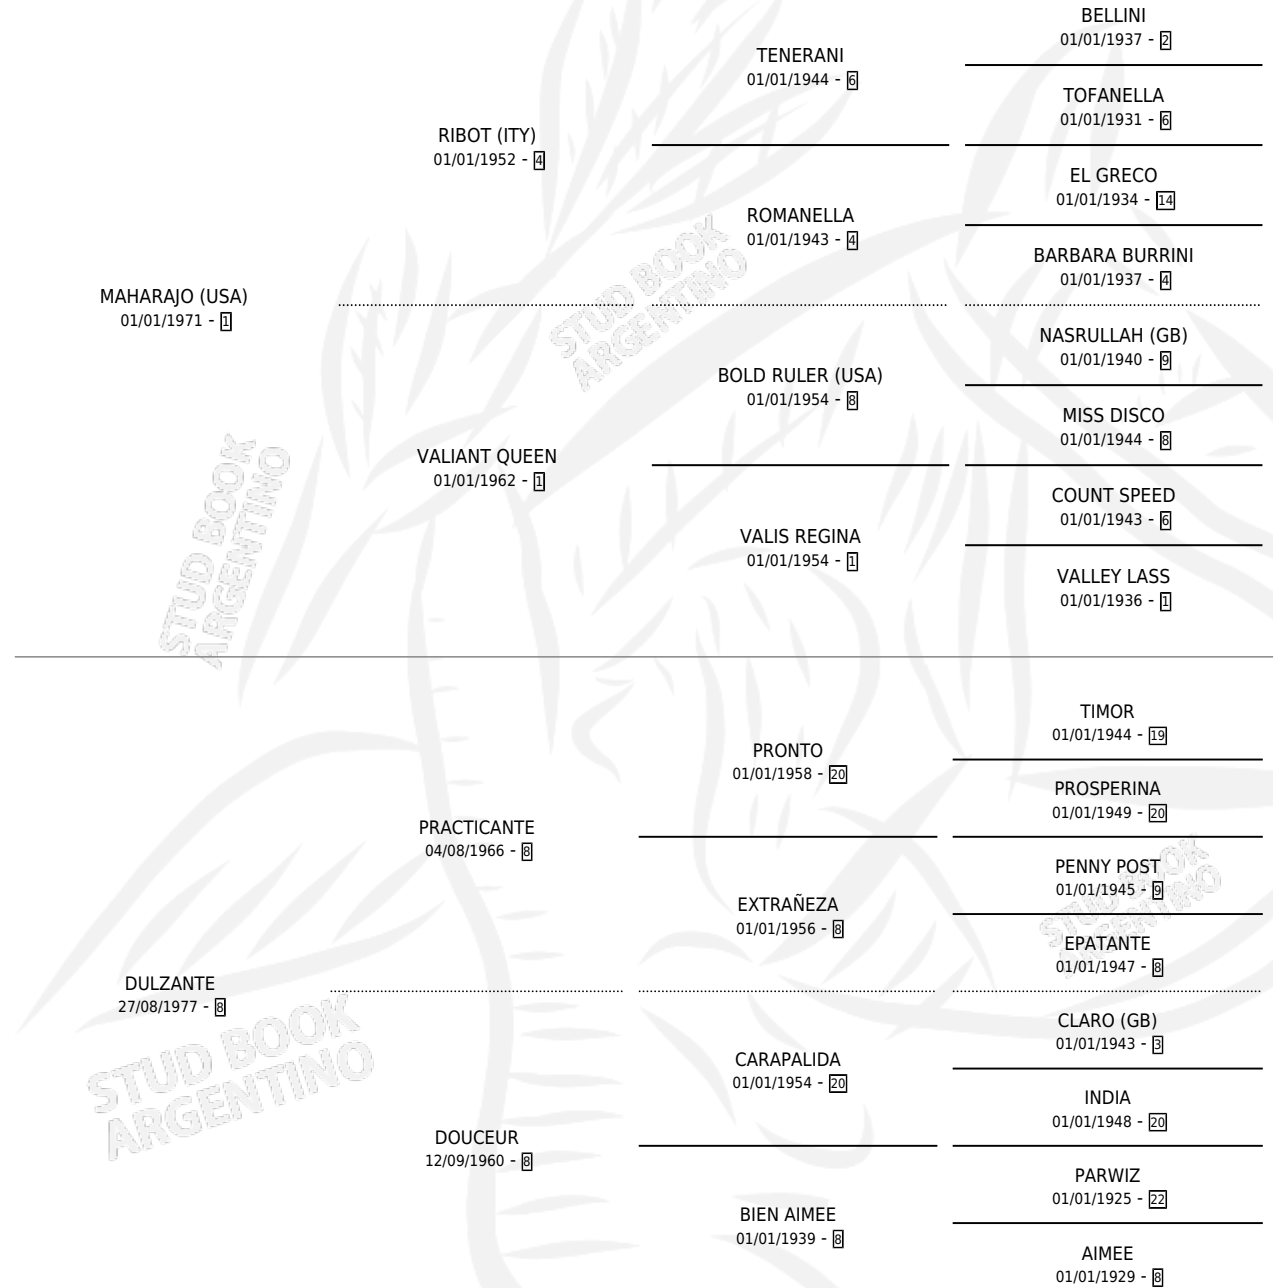 BELLINI
01/01/1937 - 2
TENERANI
01/01/1944 - 6
TOFANELLA
01/01/1931 - 6
RIBOT (ITY)
01/01/1952 - 4
EL GRECO
01/01/1934 - 14
ROMANELLA
01/01/1943 - 4
BARBARA BURRINI
01/01/1937 - 4
MAHARAJO (USA)
01/01/1971 - 1
NASRULLAH (GB)
01/01/1940 - 9
BOLD RULER (USA)
01/01/1954 - 8
MISS DISCO
01/01/1944 - 8
VALIANT QUEEN
01/01/1962 - 1
COUNT SPEED
01/01/1943 - 6
VALIS REGINA
01/01/1954 - 1
VALLEY LASS
01/01/1936 - 1
TIMOR
01/01/1944 - 19
PRONTO
01/01/1958 - 20
PROSPERINA
01/01/1949 - 20
PRACTICANTE
04/08/1966 - 8
PENNY POST
01/01/1945 - 9
EXTRAÑEZA
01/01/1956 - 8
EPATANTE
01/01/1947 - 8
DULZANTE
27/08/1977 - 8
CLARO (GB)
01/01/1943 - 3
CARAPALIDA
01/01/1954 - 20
INDIA
01/01/1948 - 20
DOUCEUR
12/09/1960 - 8
PARWIZ
01/01/1925 - 22
BIEN AIMEE
01/01/1939 - 8
AIMEE
01/01/1929 - 8
STUD BOOK
ARGENTINO
STUD BOOK
ARGENTINO
STUD BOOK
ARGENTINO
STUD BOOK
ARGENTINO